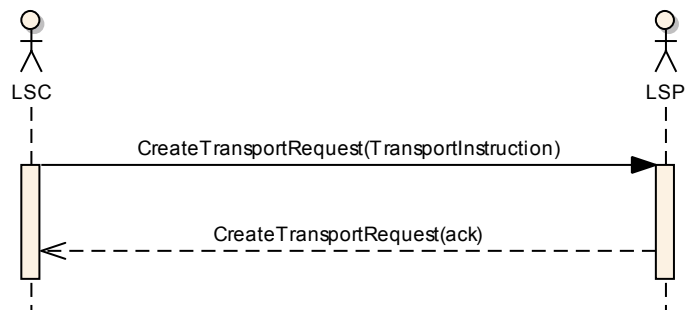 LSC
LSP
CreateTransportRequest(TransportInstruction)
CreateTransportRequest(ack)